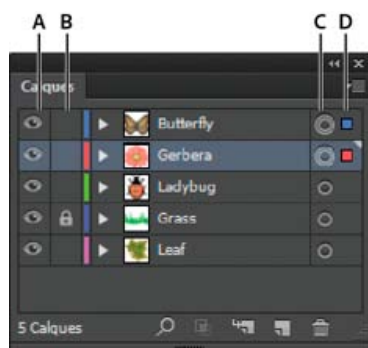 A B C D
Calques
Butterfly
Gerbera
Ladybug
Grass
Leaf
5 Calques